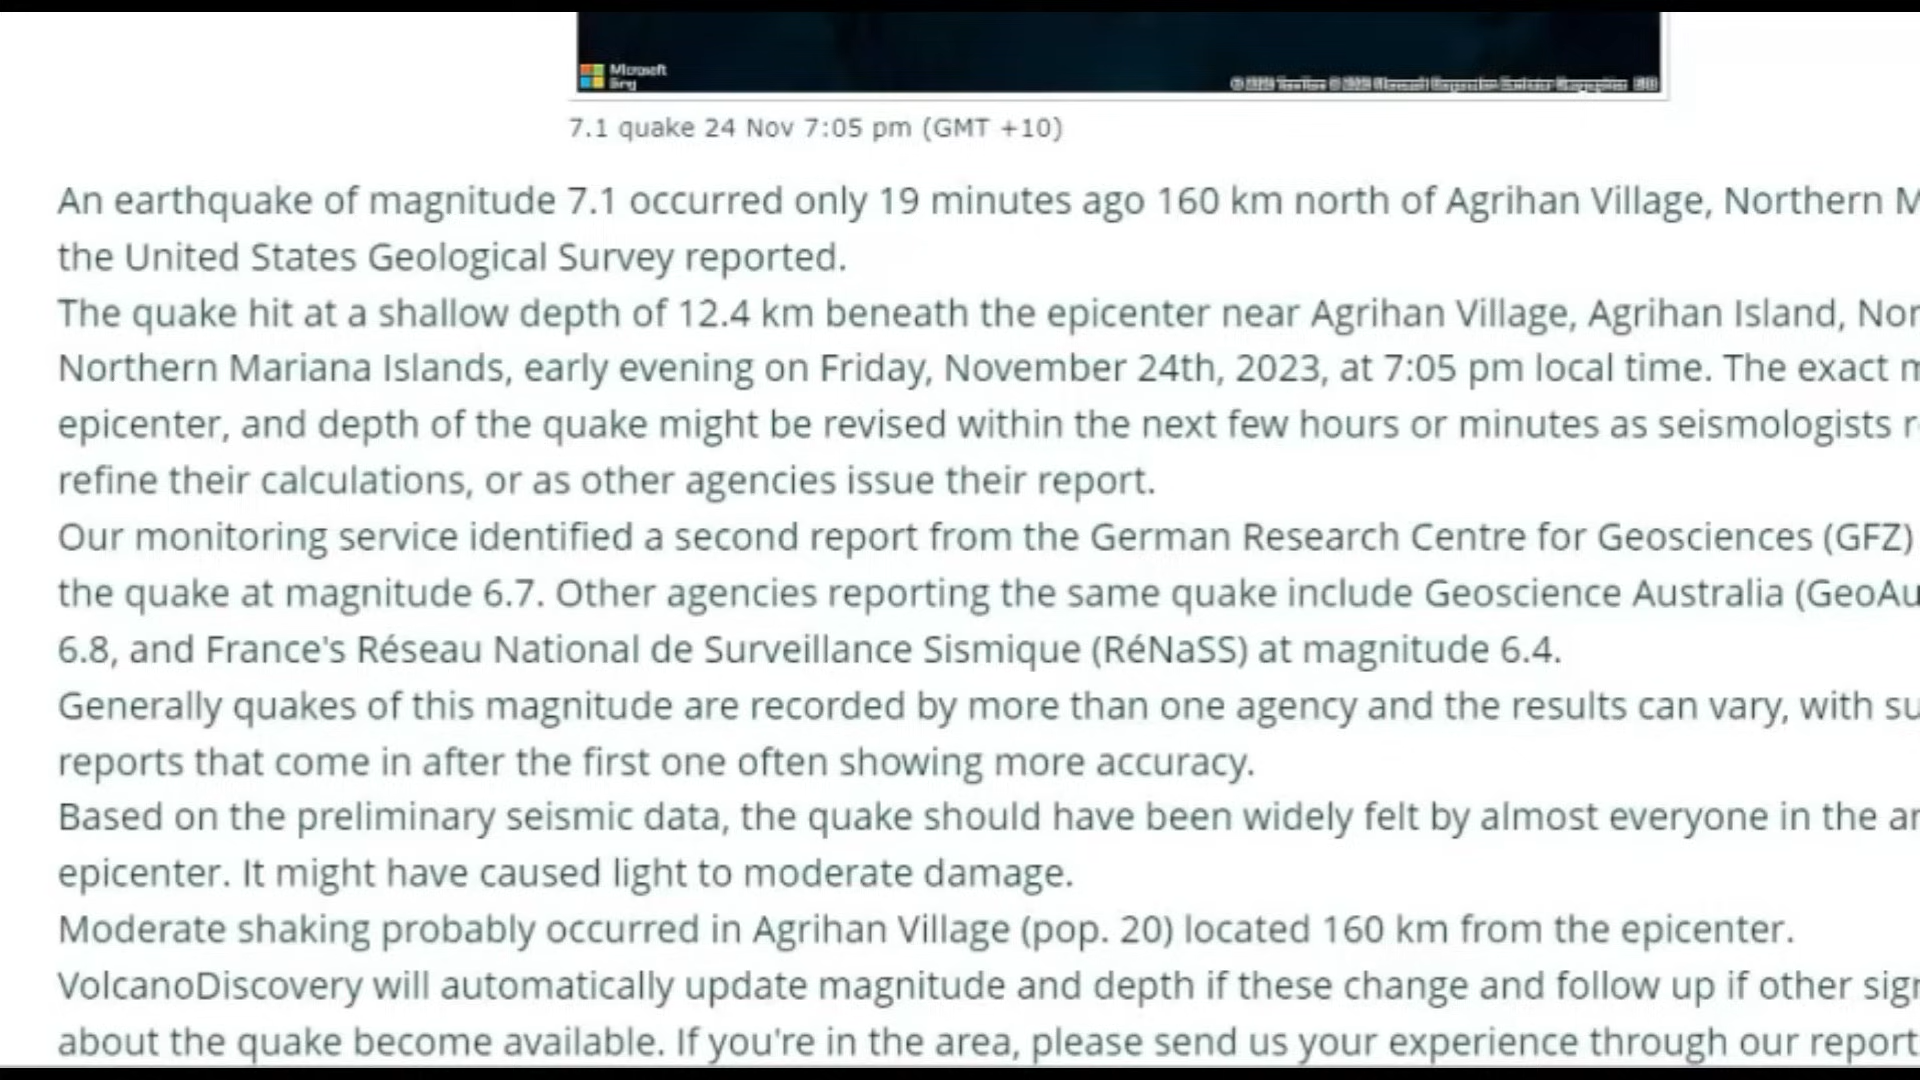 Microsoft
Bing
7.1 quake 24 Nov 7:05 pm (GMT +10)
An earthquake of magnitude 7.1 occurred only 19 minutes ago 160 km north of Agrihan Village, Northern M
the United States Geological Survey reported.
The quake hit at a shallow depth of 12.4 km beneath the epicenter near Agrihan Village, Agrihan Island, Nor
Northern Mariana Islands, early evening on Friday, November 24th, 2023, at 7:05 pm local time. The exact m
epicenter, and depth of the quake might be revised within the next few hours or minutes as seismologists r
refine their calculations, or as other agencies issue their report.
Our monitoring service identified a second report from the German Research Centre for Geosciences (GFZ)
the quake at magnitude 6.7. Other agencies reporting the same quake include Geoscience Australia (GeoAu
6.8, and France's Réseau National de Surveillance Sismique (RéNaSS) at magnitude 6.4.
Generally quakes of this magnitude are recorded by more than one agency and the results can vary, with su
reports that come in after the first one often showing more accuracy.
Based on the preliminary seismic data, the quake should have been widely felt by almost everyone in the ar
epicenter. It might have caused light to moderate damage.
Moderate shaking probably occurred in Agrihan Village (pop. 20) located 160 km from the epicenter.
VolcanoDiscovery will automatically update magnitude and depth if these change and follow up if other sign
about the quake become available. If you're in the area, please send us your experience through our report